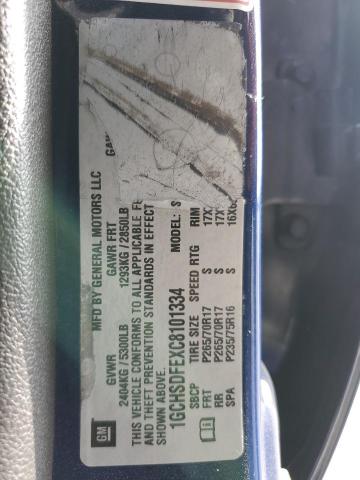 GM
MFD BY GENERAL MOTORS LLC
GVWR GAWR FRT GAW
2404KG / 5300LB 1293KG / 2850LB
THIS VEHICLE CONFORMS TO ALL APPLICABLE
AND THEFT PREVENTION STANDARDS IN EFFECT
SHOWN ABOVE.
1GCHSDFEXC8101334 MODEL: S
SBCP TIRE SIZE SPEED RTG RIM
FRT P265/70R17 S 17X
RR P265/70R17 S 17X
SPA P235/75R16 S